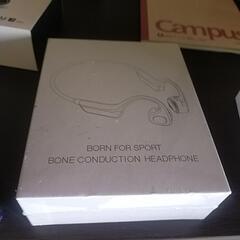 Campus
BORN FOR SPORT
BONE CONDUCTION HEADPHONE